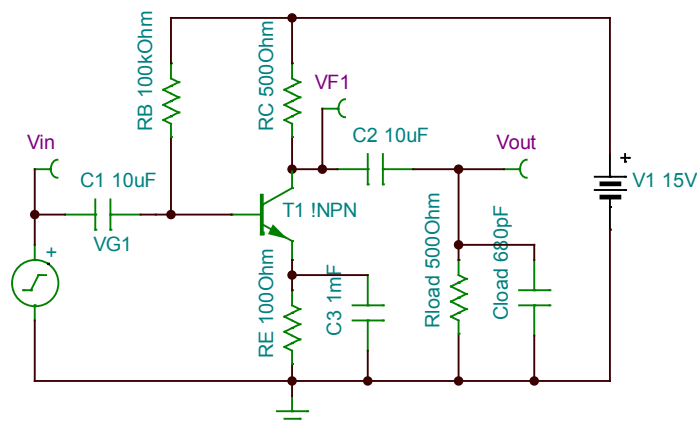 RB 100kOhm
RC 500Ohm
VF1
Vin
C2 10uF
Vout
C1 10uF
+
V1 15V
T1 !NPN
VG1
+
RE 100Ohm
C3 1mF
Rload 500Ohm
Cload 680pF